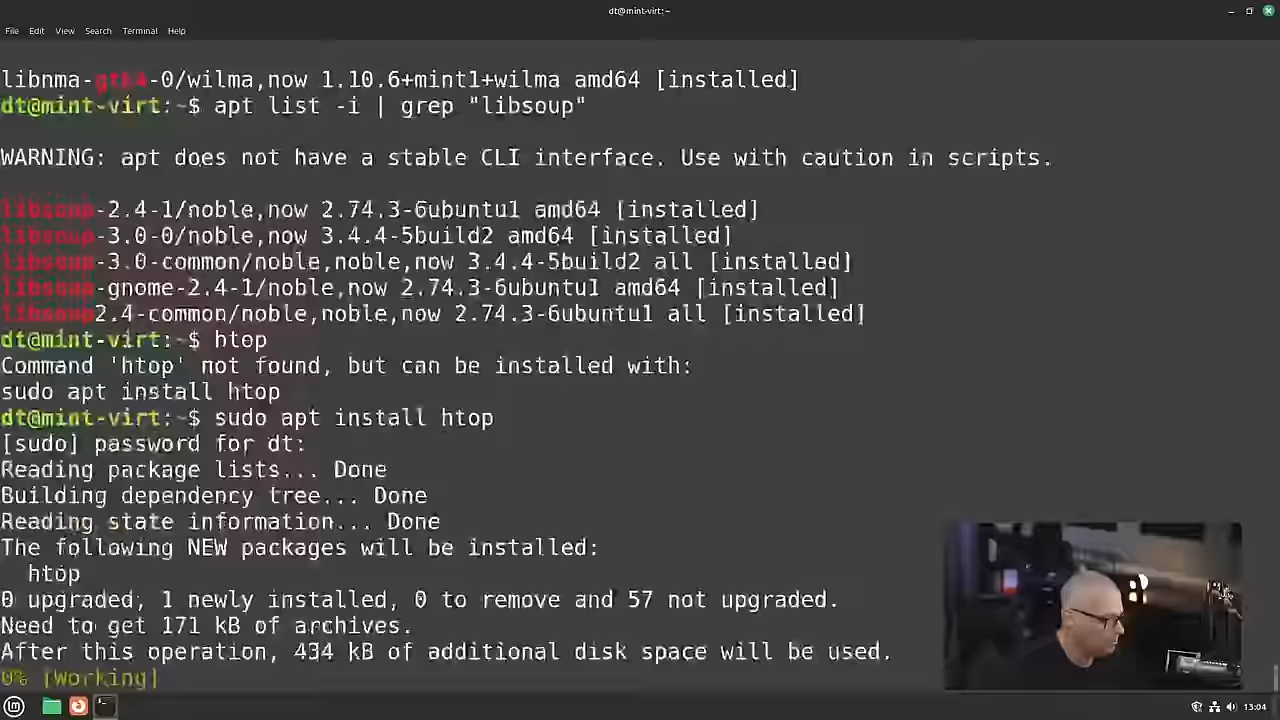 dt@mint-virt:~
File Edit View Search Terminal Help
libnma-gtk4-0/wilma,now 1.10.6+mint1+wilma amd64 [installed]
dt@mint-virt:~$ apt list -i | grep "libsoup"
WARNING: apt does not have a stable CLI interface. Use with caution in scripts.
libsoup-2.4-1/noble,now 2.74.3-6ubuntu1 amd64 [installed]
libsoup-3.0-0/noble,now 3.4.4-5build2 amd64 [installed]
libsoup-3.0-common/noble,noble,now 3.4.4-5build2 all [installed]
libsoup-gnome-2.4-1/noble,now 2.74.3-6ubuntu1 amd64 [installed]
libsoup2.4-common/noble,noble,now 2.74.3-6ubuntu1 all [installed]
dt@mint-virt:~$ htop
Command 'htop' not found, but can be installed with:
sudo apt install htop
dt@mint-virt:~$ sudo apt install htop
[sudo] password for dt:
Reading package lists... Done
Building dependency tree... Done
Reading state information... Done
The following NEW packages will be installed:
htop
0 upgraded, 1 newly installed, 0 to remove and 57 not upgraded.
Need to get 171 kB of archives.
After this operation, 434 kB of additional disk space will be used.
0% [Working]
13:04